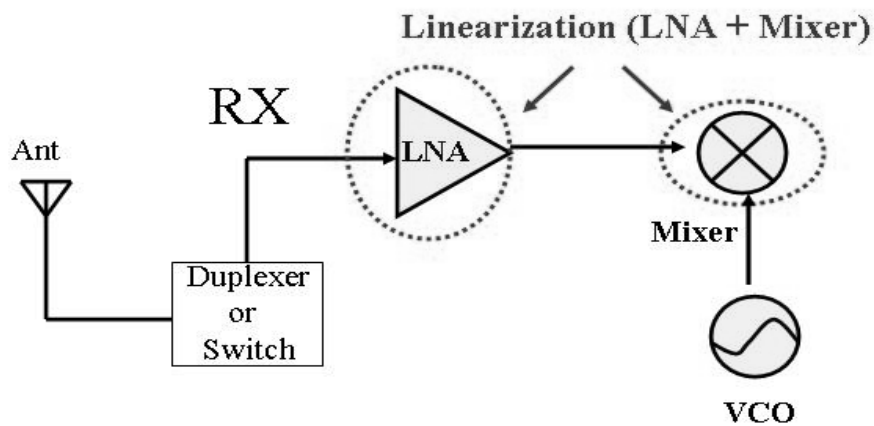 Linearization (LNA + Mixer)
RX
Ant
LNA
Mixer
Duplexer
or
Switch
VCO